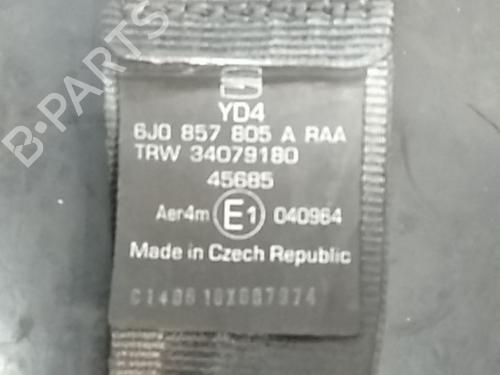 B-PARTS
YD4
6J0 857 805 A RAA
TRW 34079180
45685
Aer4m E1 040964
Made in Czech Republic